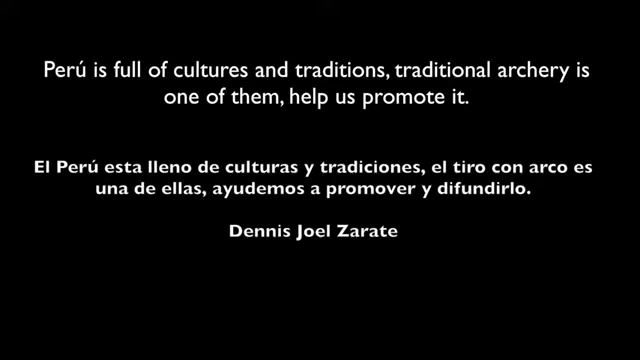 Perú is full of cultures and traditions, traditional archery is
one of them, help us promote it.
El Perú esta lleno de culturas y tradiciones, el tiro con arco es
una de ellas, ayudemos a promover y difundirlo.
Dennis Joel Zarate